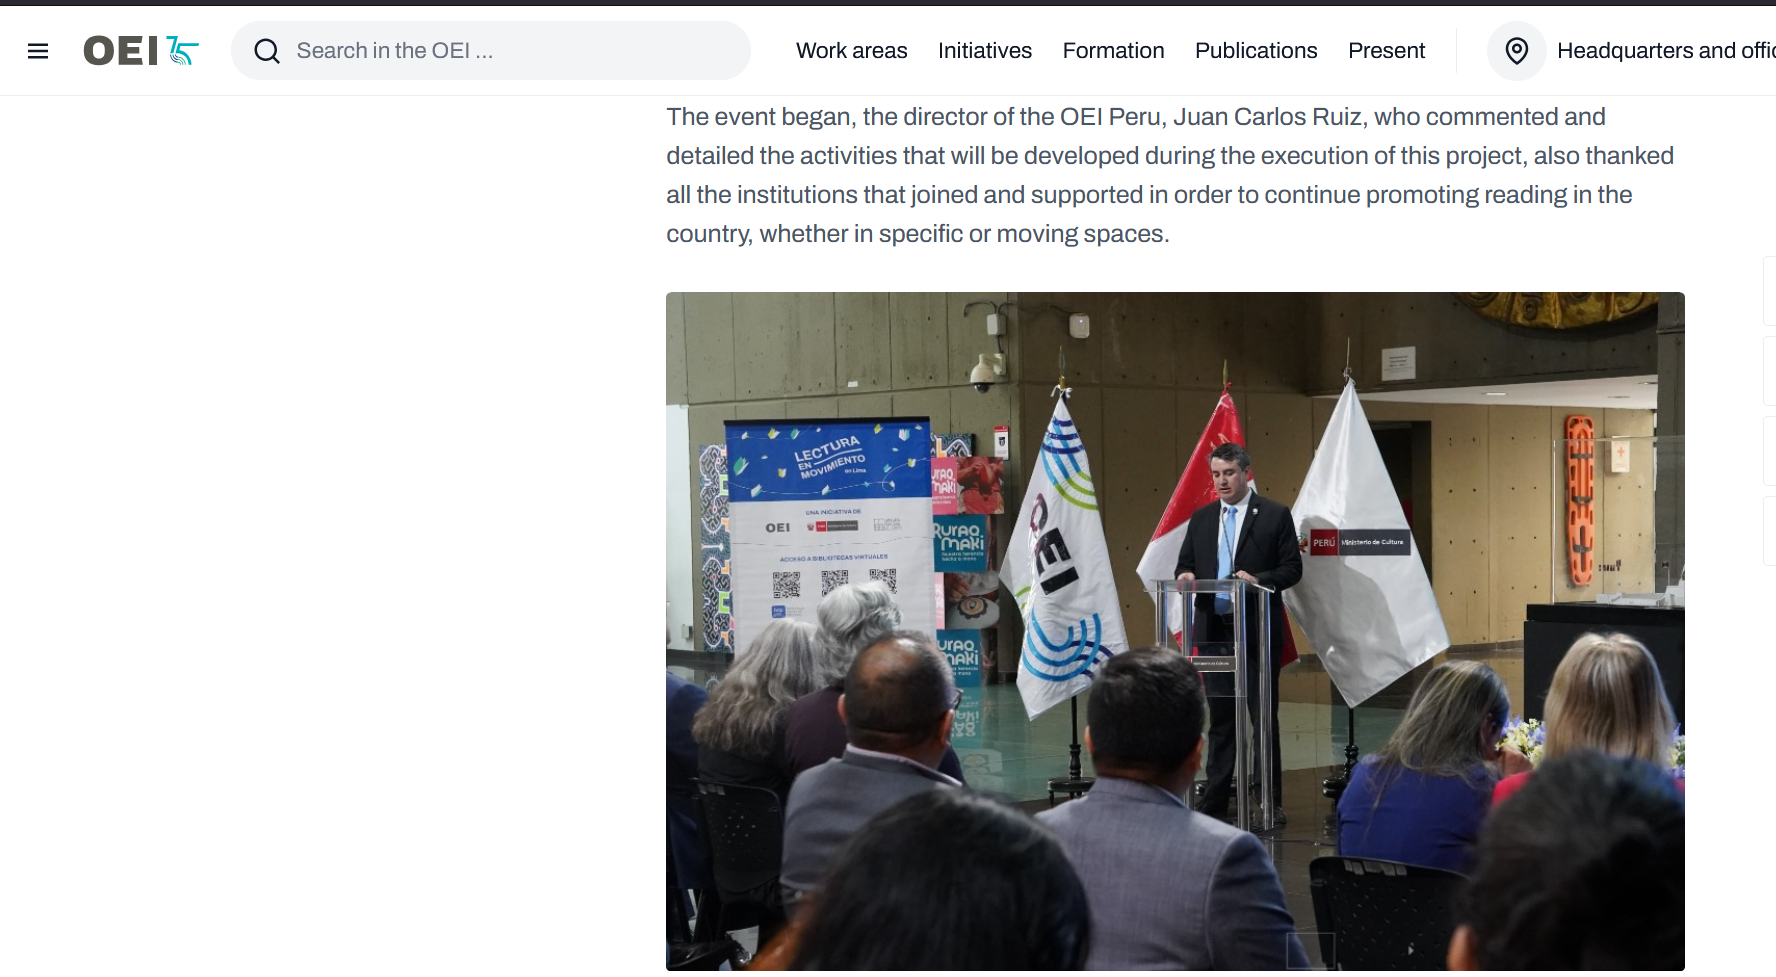 OEI 75
Search in the OEI ...
Work areas
Initiatives
Formation
Publications
Present
Headquarters and offic
The event began, the director of the OEI Peru, Juan Carlos Ruiz, who commented and
detailed the activities that will be developed during the execution of this project, also thanked
all the institutions that joined and supported in order to continue promoting reading in the
country, whether in specific or moving spaces.
LECTURA
EN
MOVIMIENTO
en Lima
UNA INICIATIVA DE
OEI
ACCESO A BIBLIOTECAS VIRTUALES
RURAQ
MAKI
OEI
PERÚ
Ministerio de Cultura